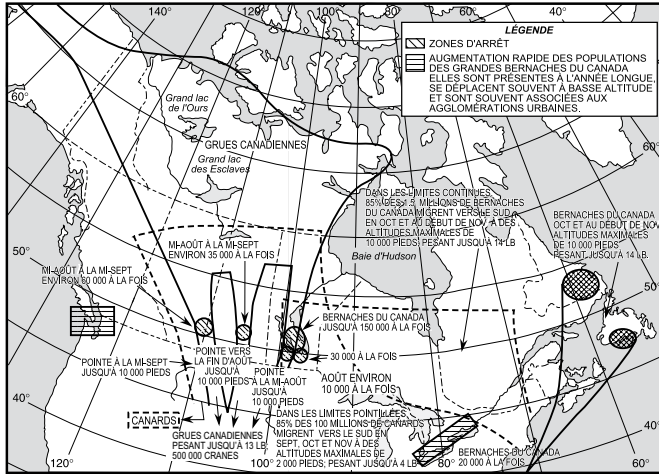 LÉGENDE
ZONES D'ARRÊT
AUGMENTATION RAPIDE DES POPULATIONS
DES GRANDES BERNACHES DU CANADA
ELLES SONT PRÉSENTES À L'ANNÉE LONGUE,
SE DÉPLACENT SOUVENT À BASSE ALTITUDE
ET SONT SOUVENT ASSOCIÉES AUX
AGGLOMÉRATIONS URBAINES.
140°
130°
120°
110°
100°
100°
80°
60°
40°
60°
Grand lac
de l'Ours
GRUES CANADIENNES
Grand lac
des Esclaves
DANS LES LIMITES CONTINUES,
85% DES 1.5 MILLIONS DE BERNACHES
DU CANADA MIGRENT VERS LE SUD
EN OCT ET AU DÉBUT DE NOV À DES
ALTITUDES MAXIMALES DE
10 000 PIEDS: PESANT JUSQU'À 14 LB
BERNACHES DU CANADA
OCT ET AU DÉBUT DE NOV
ALTITUDES MAXIMALES
DE 10 000 PIEDS
PESANT JUSQU'À 14 LB.
Baie d'Hudson
50°
50°
MI-AOÛT À LA MI-SEPT
ENVIRON 35 000 À LA FOIS
MI-AOÛT À LA MI-SEPT
ENVIRON 60 000 À LA FOIS
BERNACHES DU CANADA
JUSQU'À 150 000 À LA FOIS
30 000 À LA FOIS
POINTE À LA MI-SEPT
JUSQU'À 10 000 PIEDS
POINTE VERS
LA FIN D'AOÛT
JUSQU'À
10 000 PIEDS
POINTE
À LA MI-AOÛT
JUSQU'À
10 000 PIEDS
AOÛT ENVIRON
10 000 À LA FOIS
40°
40°
CANARDS
GRUES CANADIENNES
PESANT JUSQU'À 13 LB
500 000 CRANES
DANS LES LIMITES POINTILLÉES,
85% DES 100 MILLIONS DE CANARDS
MIGRENT VERS LE SUD EN
SEPT, OCT ET NOV À DES
ALTITUDES MAXIMALES DE
2 000 PIEDS; PESANT JUSQU'À 4 LB
BERNACHES DU CANADA
20 000 À LA FOIS
120°
100°
80°
60°